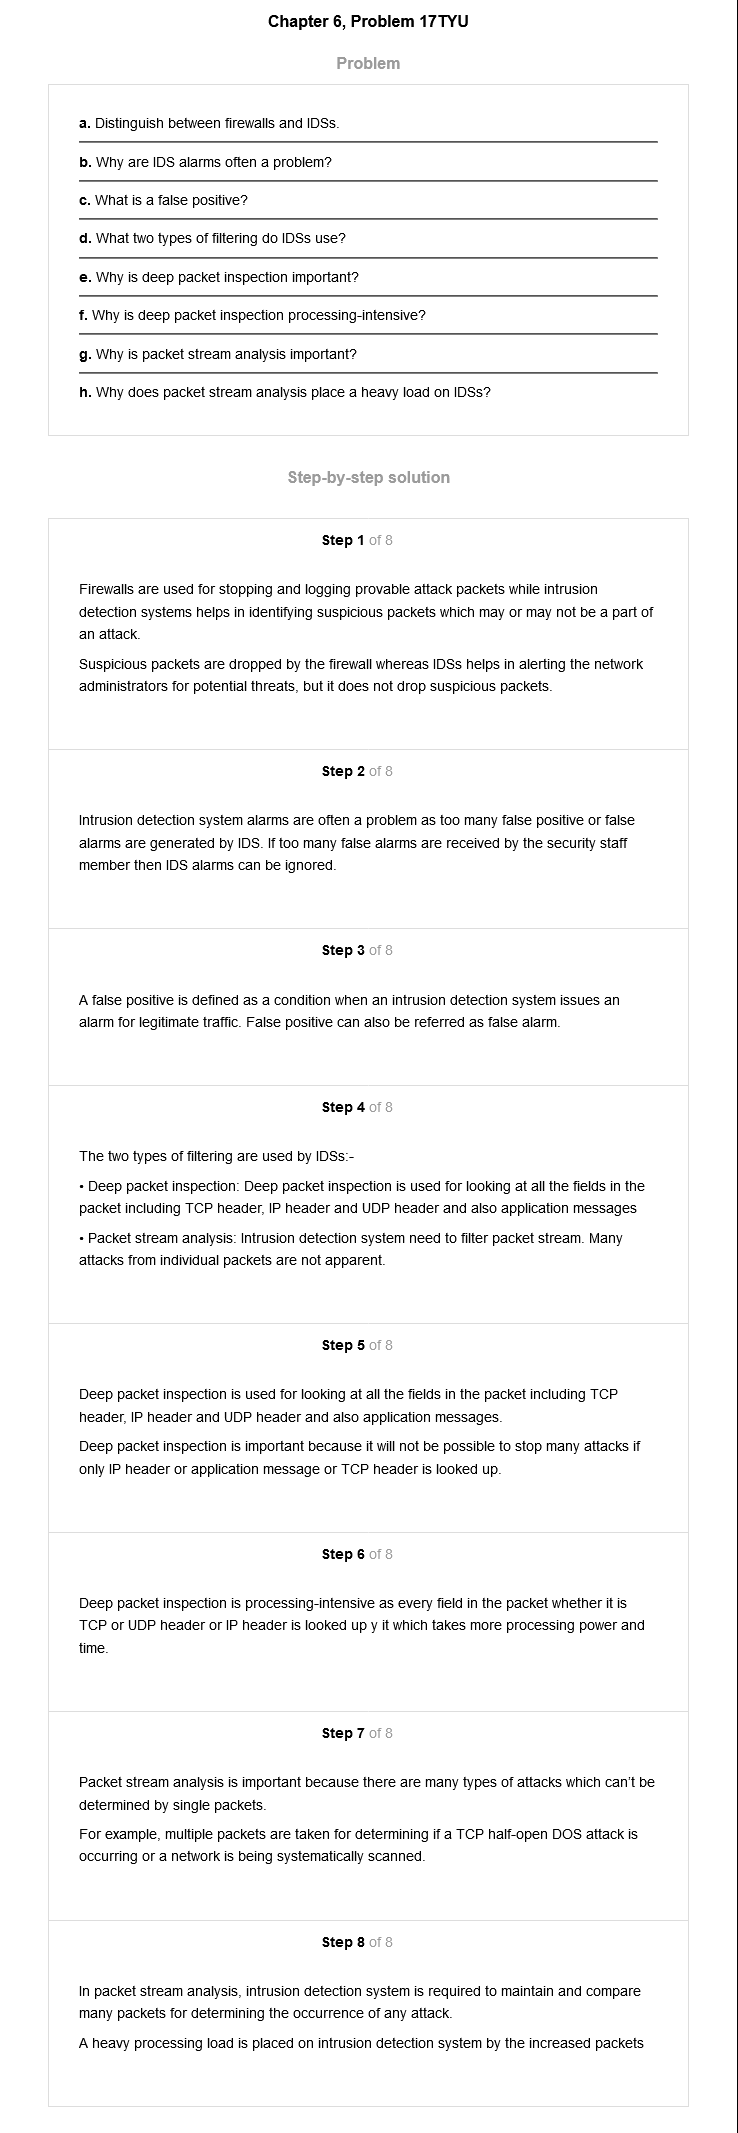 Chapter 6, Problem 17TYU
Problem
a. Distinguish between firewalls and IDSs.
b. Why are IDS alarms often a problem?
c. What is a false positive?
d. What two types of filtering do IDSs use?
e. Why is deep packet inspection important?
f. Why is deep packet inspection processing-intensive?
g. Why is packet stream analysis important?
h. Why does packet stream analysis place a heavy load on IDSs?
Step-by-step solution
Step 1 of 8
Firewalls are used for stopping and logging provable attack packets while intrusion
detection systems helps in identifying suspicious packets which may or may not be a part of
an attack.
Suspicious packets are dropped by the firewall whereas IDSs helps in alerting the network
administrators for potential threats, but it does not drop suspicious packets.
Step 2 of 8
Intrusion detection system alarms are often a problem as too many false positive or false
alarms are generated by IDS. If too many false alarms are received by the security staff
member then IDS alarms can be ignored.
Step 3 of 8
A false positive is defined as a condition when an intrusion detection system issues an
alarm for legitimate traffic. False positive can also be referred as false alarm.
Step 4 of 8
The two types of filtering are used by IDSs:-
• Deep packet inspection: Deep packet inspection is used for looking at all the fields in the
packet including TCP header, IP header and UDP header and also application messages
• Packet stream analysis: Intrusion detection system need to filter packet stream. Many
attacks from individual packets are not apparent.
Step 5 of 8
Deep packet inspection is used for looking at all the fields in the packet including TCP
header, IP header and UDP header and also application messages.
Deep packet inspection is important because it will not be possible to stop many attacks if
only IP header or application message or TCP header is looked up.
Step 6 of 8
Deep packet inspection is processing-intensive as every field in the packet whether it is
TCP or UDP header or IP header is looked up y it which takes more processing power and
time.
Step 7 of 8
Packet stream analysis is important because there are many types of attacks which can't be
determined by single packets.
For example, multiple packets are taken for determining if a TCP half-open DOS attack is
occurring or a network is being systematically scanned.
Step 8 of 8
In packet stream analysis, intrusion detection system is required to maintain and compare
many packets for determining the occurrence of any attack.
A heavy processing load is placed on intrusion detection system by the increased packets